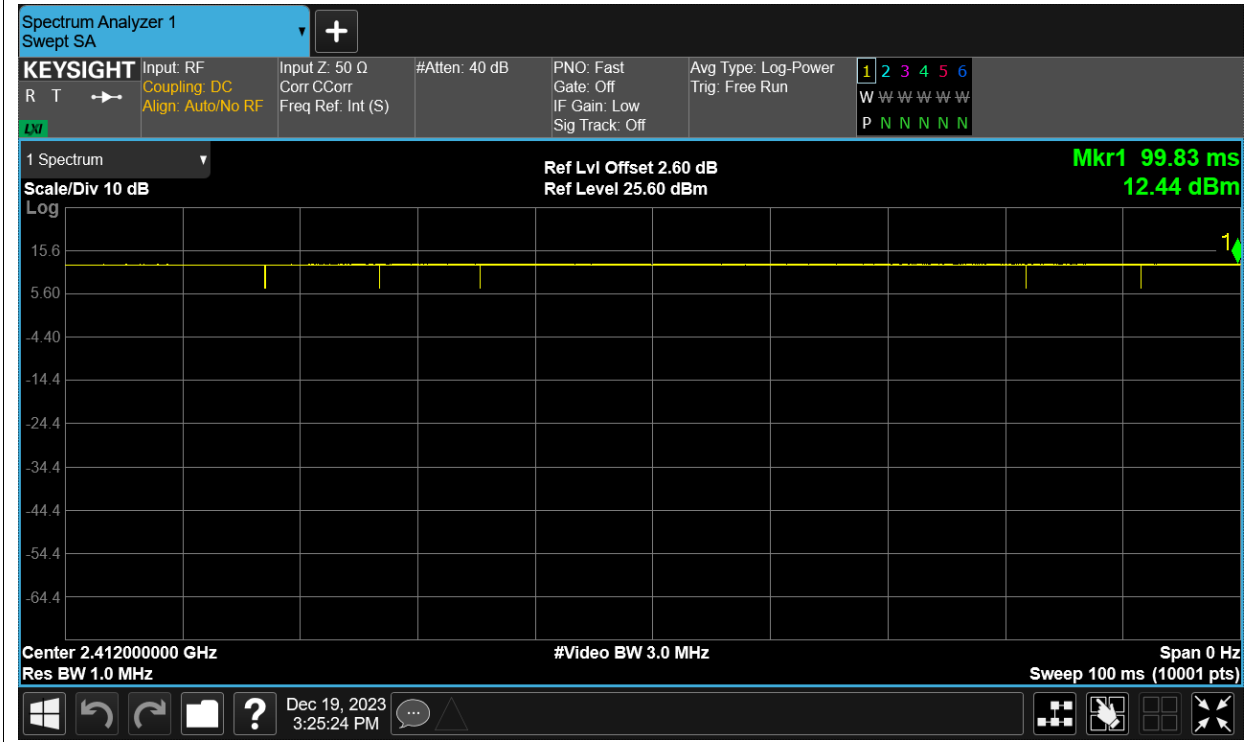 Spectrum Analyzer 1
Swept SA
KEYSIGHT
R T
LXI
Input: RF
Coupling: DC
Align: Auto/No RF
Input Z: 50 Ω
Corr CCorr
Freq Ref: Int (S)
#Atten: 40 dB
PNO: Fast
Gate: Off
IF Gain: Low
Sig Track: Off
Avg Type: Log-Power
Trig: Free Run
1 2 3 4 5 6
W W W W W W
P N N N N N
1 Spectrum
Scale/Div 10 dB
Log
Ref Lvl Offset 2.60 dB
Ref Level 25.60 dBm
Mkr1 99.83 ms
12.44 dBm
1
15.6
5.60
-4.40
-14.4
-24.4
-34.4
-44.4
-54.4
-64.4
Center 2.412000000 GHz
#Video BW 3.0 MHz
Span 0 Hz
Res BW 1.0 MHz
Sweep 100 ms (10001 pts)
?
Dec 19, 2023
3:25:24 PM